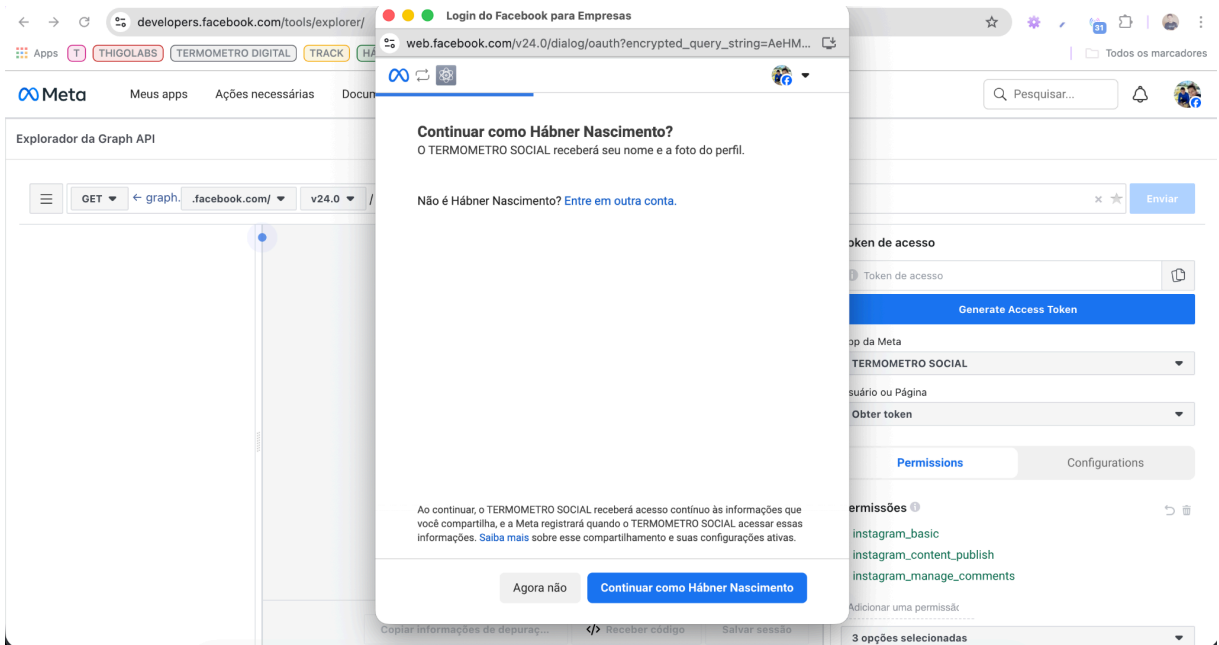 developers.facebook.com/tools/explorer/
Login do Facebook para Empresas
web.facebook.com/v24.0/dialog/oauth?encrypted_query_string=AeHM...
31
Apps
T
THIGOLABS
TERMOMETRO DIGITAL
TRACK
Todos os marcadores
Meta
Meus apps
Ações necessárias
Pesquisar...
Explorador da Graph API
Continuar como Hábner Nascimento?
O TERMOMETRO SOCIAL receberá seu nome e a foto do perfil.
Não é Hábner Nascimento? Entre em outra conta.
GET
← graph.
.facebook.com/
v24.0
/
Enviar
oken de acesso
Token de acesso
Generate Access Token
pp da Meta
TERMOMETRO SOCIAL
suário ou Página
Obter token
Permissions
Configurations
ermissões
instagram_basic
instagram_content_publish
instagram_manage_comments
Adicionar uma permissão
3 opções selecionadas
Ao continuar, o TERMOMETRO SOCIAL receberá acesso contínuo às informações que
você compartilha, e a Meta registrará quando o TERMOMETRO SOCIAL acessar essas
informações. Saiba mais sobre esse compartilhamento e suas configurações ativas.
Agora não
Continuar como Hábner Nascimento
Copiar informações de depuraç...
Receber código
Salvar sessão